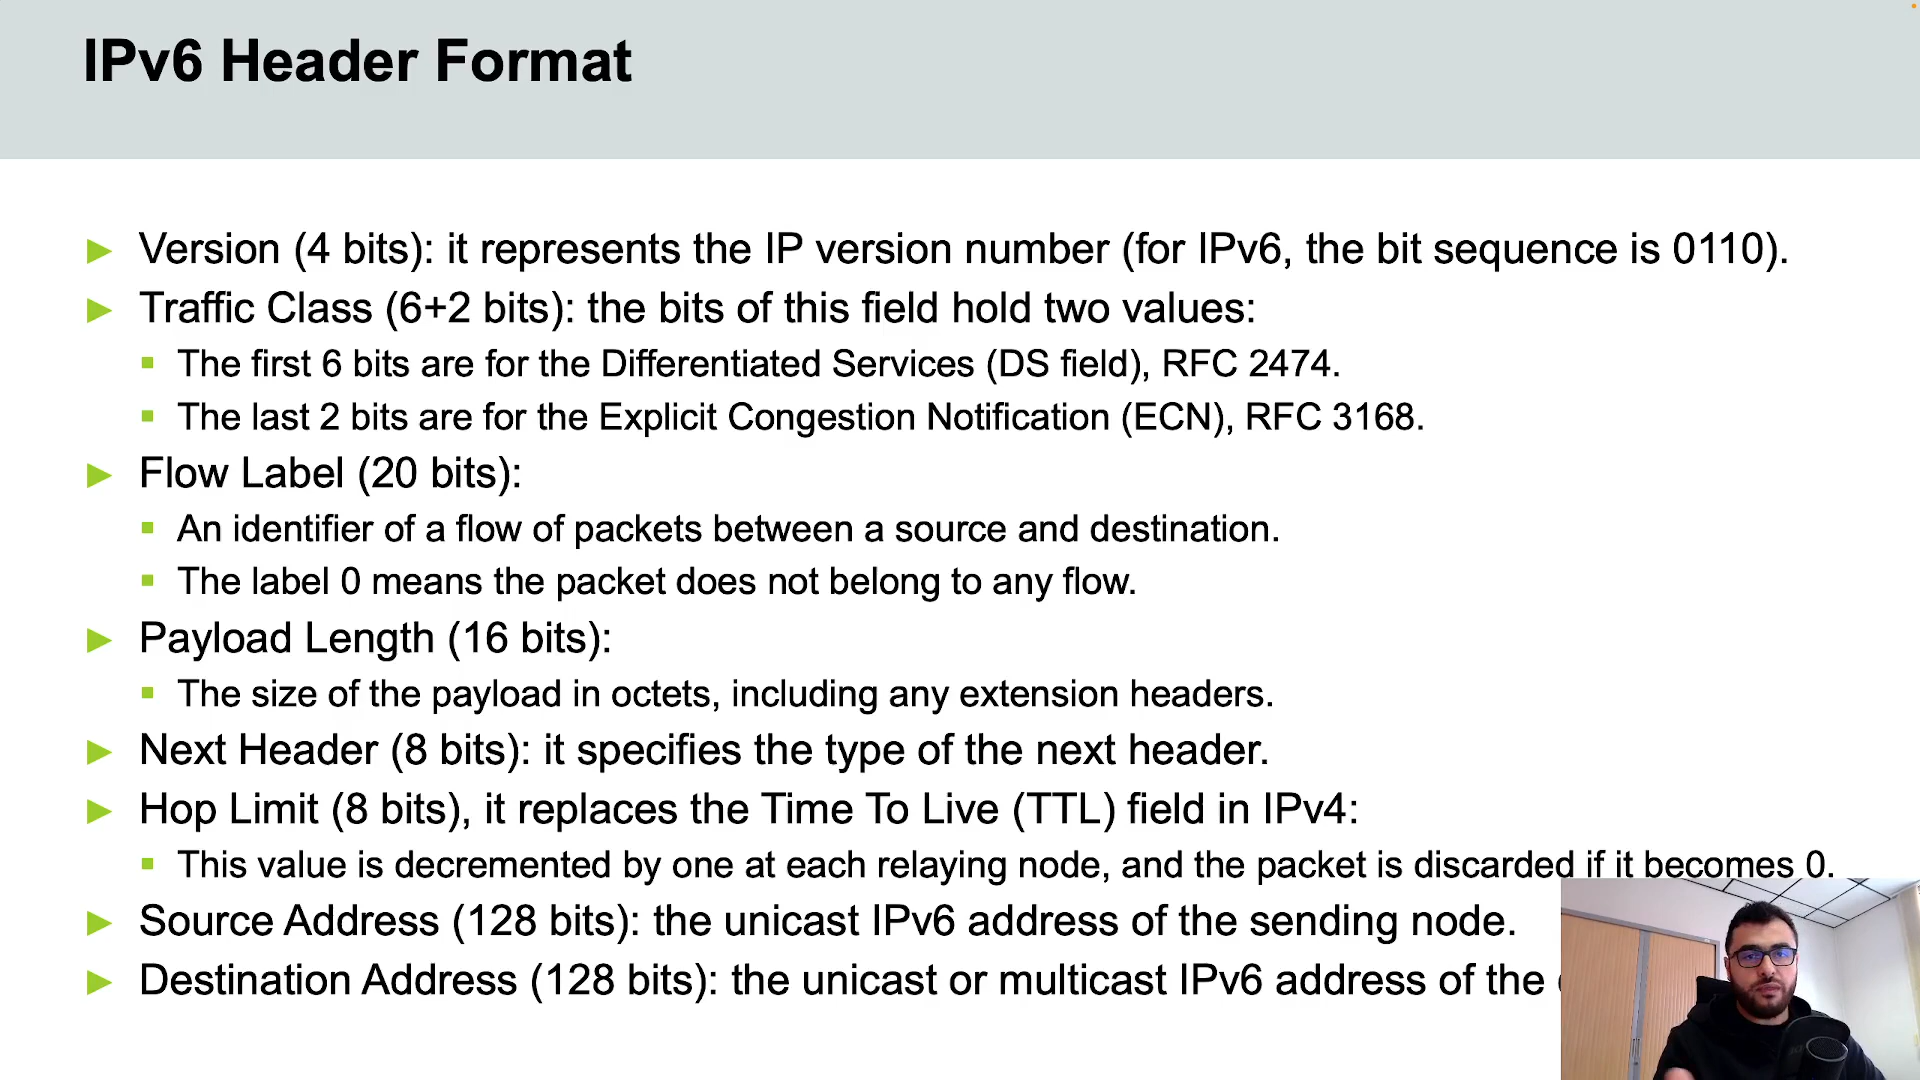 IPv6 Header Format
Version (4 bits): it represents the IP version number (for IPv6, the bit sequence is 0110).
Traffic Class (6+2 bits): the bits of this field hold two values:
The first 6 bits are for the Differentiated Services (DS field), RFC 2474.
The last 2 bits are for the Explicit Congestion Notification (ECN), RFC 3168.
Flow Label (20 bits):
An identifier of a flow of packets between a source and destination.
The label 0 means the packet does not belong to any flow.
Payload Length (16 bits):
The size of the payload in octets, including any extension headers.
Next Header (8 bits): it specifies the type of the next header.
Hop Limit (8 bits), it replaces the Time To Live (TTL) field in IPv4:
This value is decremented by one at each relaying node, and the packet is discarded if it becomes 0.
Source Address (128 bits): the unicast IPv6 address of the sending node.
Destination Address (128 bits): the unicast or multicast IPv6 address of the